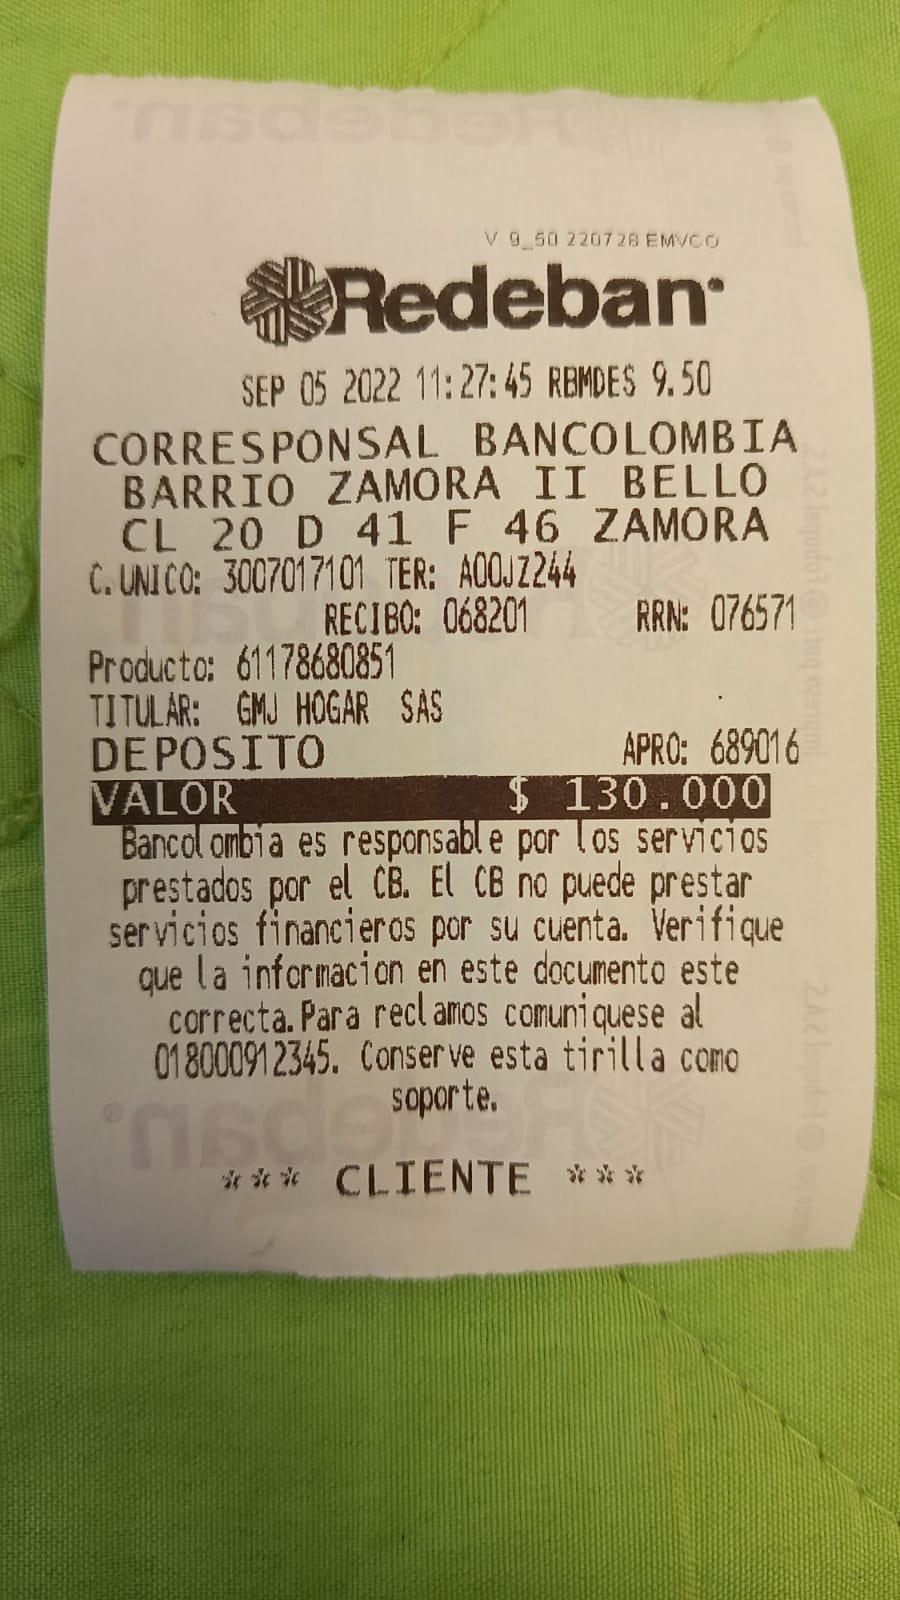 V 9_50 220728 EMVCO
Redeban
SEP 05 2022 11:27:45 RBMDES 9.50
CORRESPONSAL BANCOLOMBIA
BARRIO ZAMORA II BELLO
CL 20 D 41 F 46 ZAMORA
C.UNICO: 3007017101 TER: A00JZ244
RECIBO: 068201 RRN: 076571
Producto: 61178680851
TITULAR: GMJ HOGAR SAS
DEPOSITO APRO: 689016
VALOR $ 130.000
Bancolombia es responsable por los servicios
prestados por el CB. El CB no puede prestar
servicios financieros por su cuenta. Verifique
que la informacion en este documento este
correcta.Para reclamos comuniquese al
018000912345. Conserve esta tirilla como
soporte.
*** CLIENTE ***